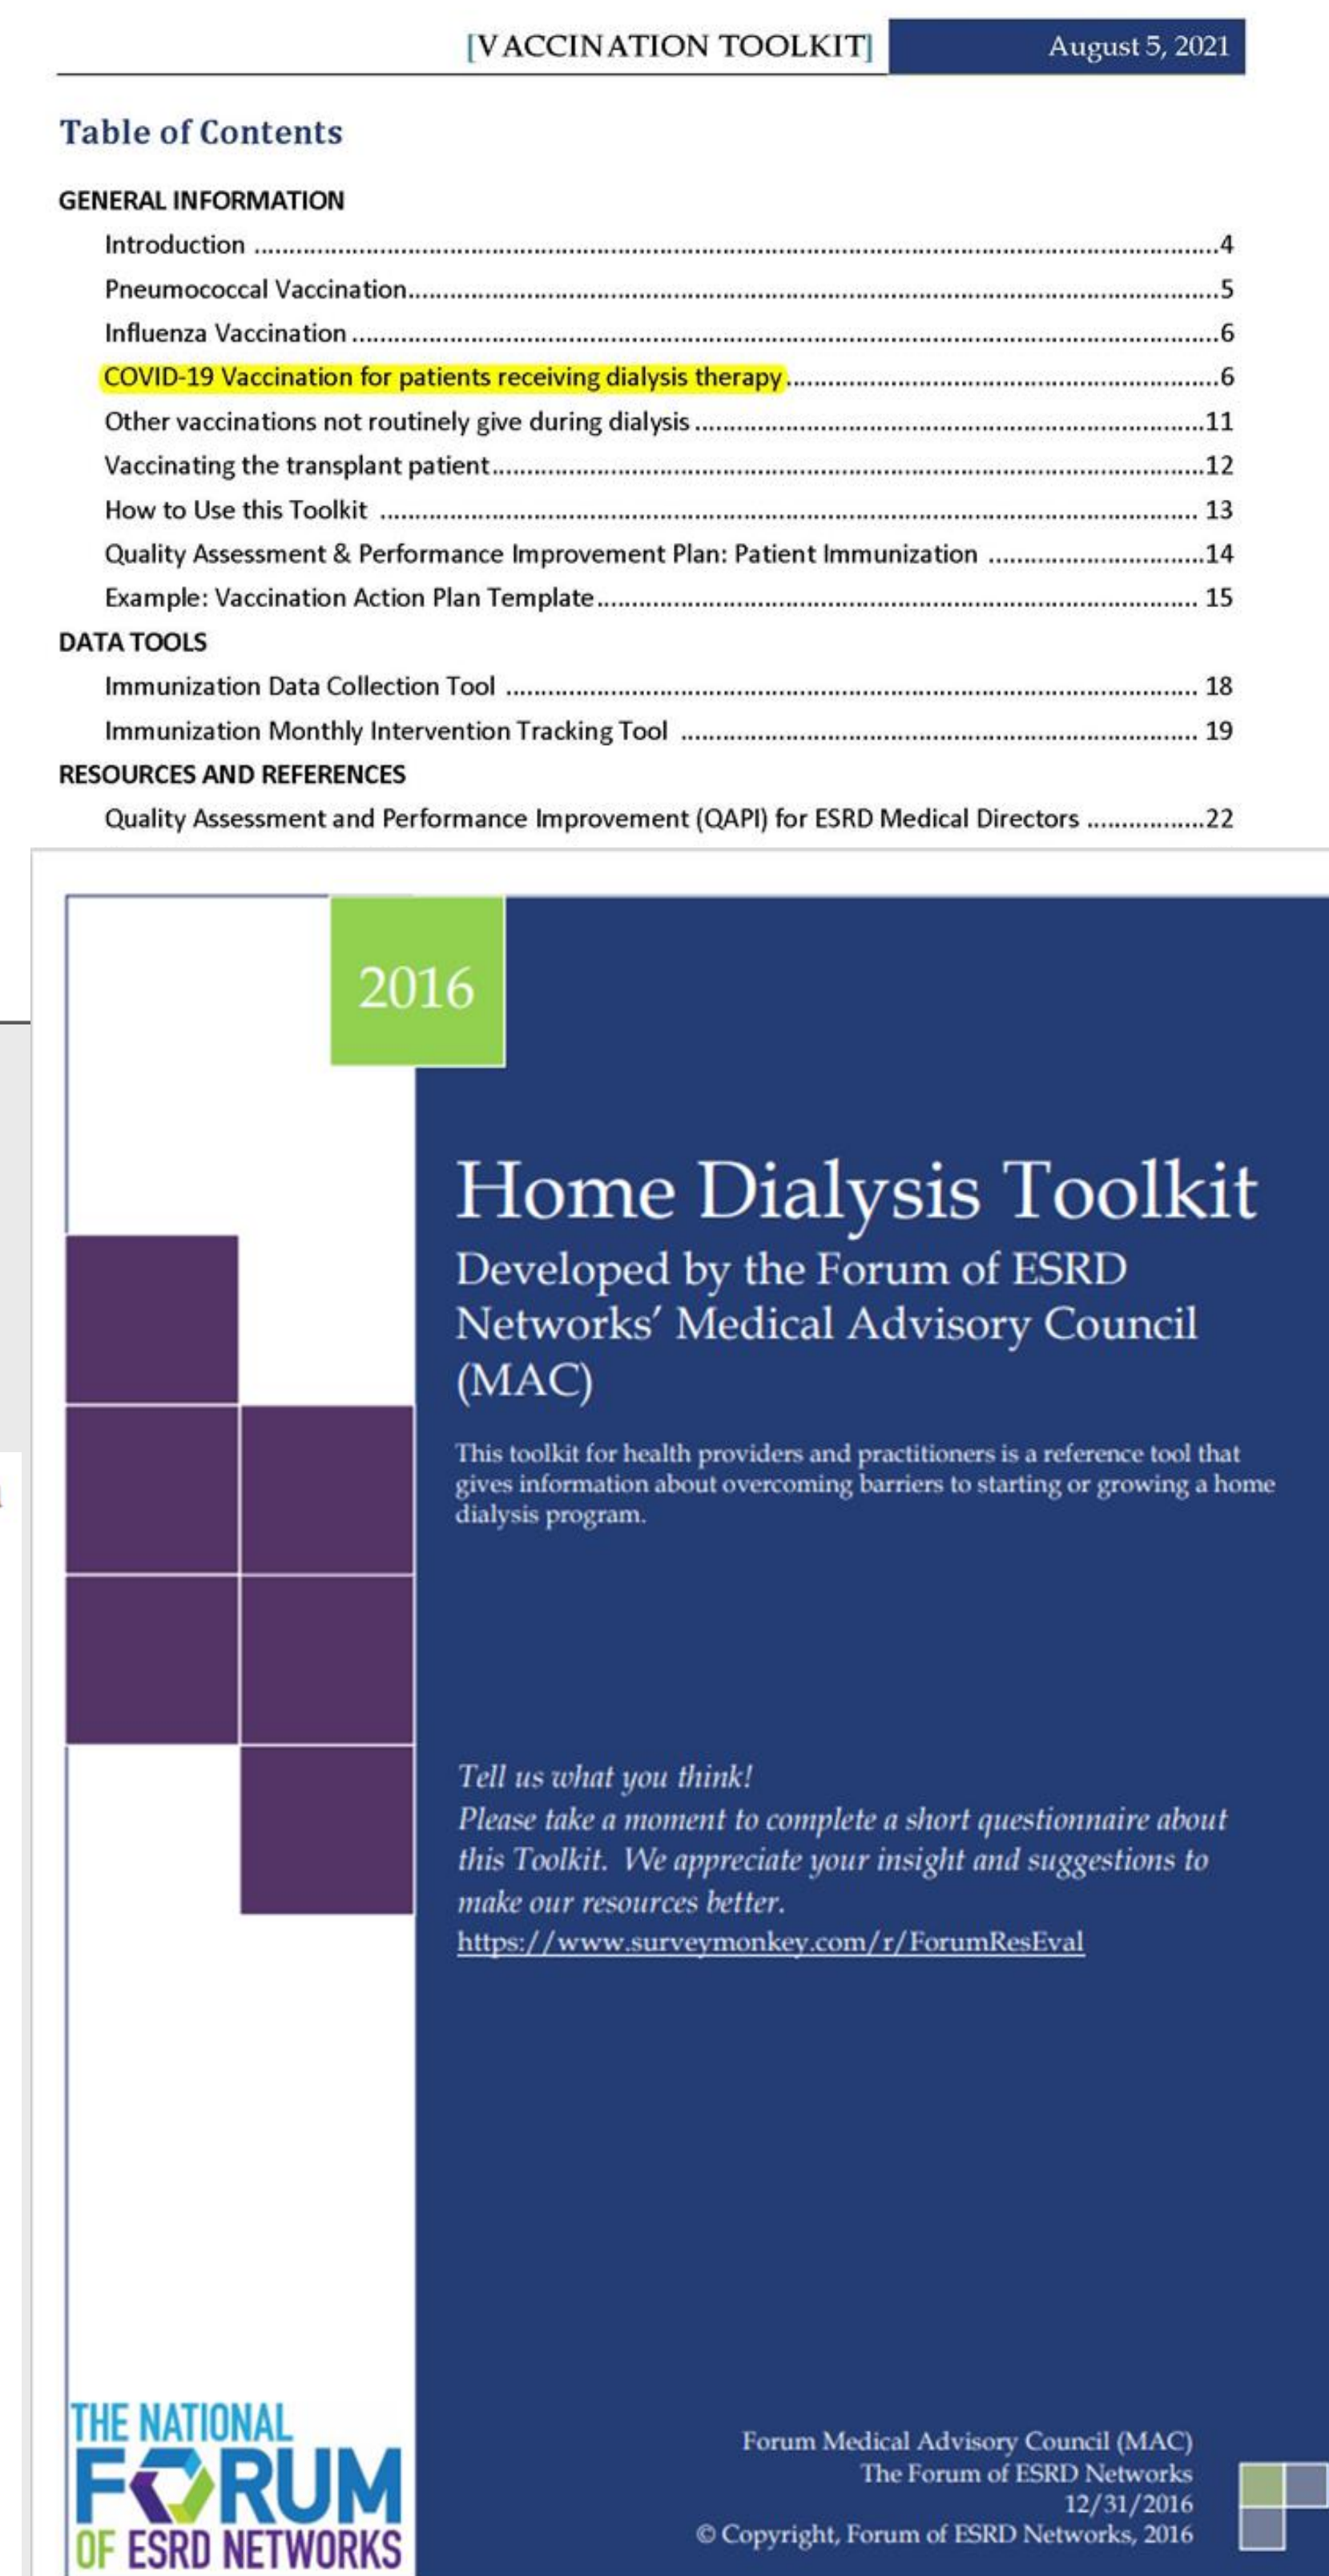 [VACCINATION TOOLKIT] August 5, 2021
Table of Contents
GENERAL INFORMATION
Introduction ........................................ 4
Pneumococcal Vaccination ........................................ 5
Influenza Vaccination ........................................ 6
COVID-19 Vaccination for patients receiving dialysis therapy ........................................ 6
Other vaccinations not routinely give during dialysis ........................................ 11
Vaccinating the transplant patient ........................................ 12
How to Use this Toolkit ........................................ 13
Quality Assessment & Performance Improvement Plan: Patient Immunization ........................................ 14
Example: Vaccination Action Plan Template ........................................ 15
DATA TOOLS
Immunization Data Collection Tool ........................................ 18
Immunization Monthly Intervention Tracking Tool ........................................ 19
RESOURCES AND REFERENCES
Quality Assessment and Performance Improvement (QAPI) for ESRD Medical Directors ................. 22
2016
Home Dialysis Toolkit
Developed by the Forum of ESRD
Networks' Medical Advisory Council
(MAC)
This toolkit for health providers and practitioners is a reference tool that
gives information about overcoming barriers to starting or growing a home
dialysis program.
Tell us what you think!
Please take a moment to complete a short questionnaire about
this Toolkit. We appreciate your insight and suggestions to
make our resources better.
https://www.surveymonkey.com/r/ForumResEval
THE NATIONAL
FORUM
OF ESRD NETWORKS
Forum Medical Advisory Council (MAC)
The Forum of ESRD Networks
12/31/2016
© Copyright, Forum of ESRD Networks, 2016